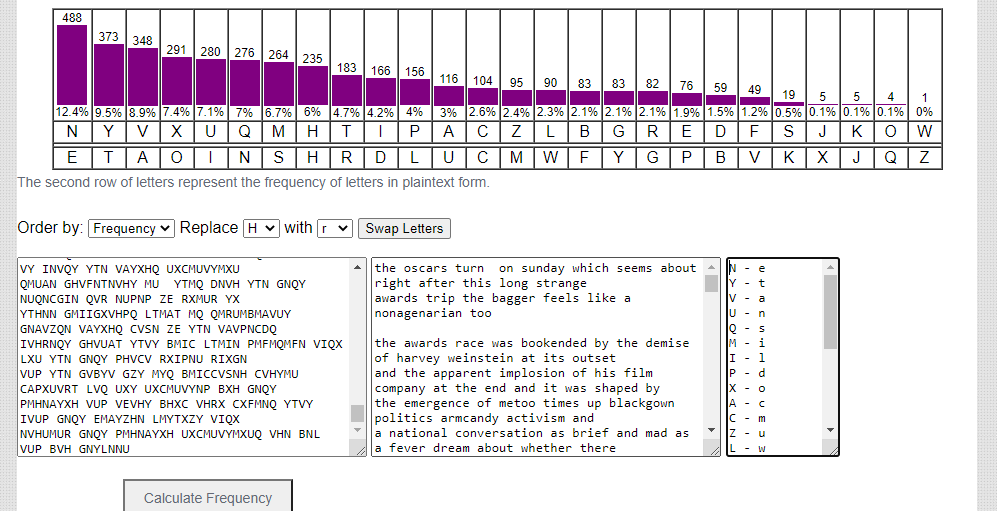 488 373 348 291 280 276 264 235 183 166 156 116 104 95 90 83 83 82 76 59 49 19 5 5 4 1
12.4% 9.5% 8.9% 7.4% 7.1% 7% 6.7% 6% 4.7% 4.2% 4% 3% 2.6% 2.4% 2.3% 2.1% 2.1% 2.1% 1.9% 1.5% 1.2% 0.5% 0.1% 0.1% 0.1% 0%
N Y V X U Q M H T I P A C Z L B G R E D F S J K O W
E T A O I N S H R D L U C M W F Y G P B V K X J Q Z
The second row of letters represent the frequency of letters in plaintext form.
Order by: Frequency Replace H with r Swap Letters
VY INVQY YTN VAYXHQ UXCMUVYMXU
QMUAN GHVFNTNVHY MU YTMQ DNVH YTN GNQY
NUQNCGIN QVR NUPNP ZE RXMUR YX
YTHNN GMIIGXVHPQ LTMAT MQ QMRUMBMAVUY
GNAVZQN VAYXHQ CVSN ZE YTN VAVPNCDQ
IVHRNQY GHVUAT YTVY BMIC LTMIN PMFMQMFN VIQX
LXU YTN GNQY PHVCV RXIPNU RIXGN
VUP YTN GVBYV GZY MYQ BMICCVSNH CVHYMU
CAPXUVRT LVQ UXY UXCMUVYNP BXH GNQY
PMHNAYXH VUP VEVHY BHXC VHRX CXFMNQ YTVY
IVUP GNQY EMAYZHN LMYTXZY VIQX
NVHUMUR GNQY PMHNAYXH UXCMUVYMXUQ VHN BNL
VUP BVH GNYLNNU
the oscars turn  on sunday which seems about
right after this long strange
awards trip the bagger feels like a
nonagenarian too
the awards race was bookended by the demise
of harvey weinstein at its outset
and the apparent implosion of his film
company at the end and it was shaped by
the emergence of metoo times up blackgown
politics armcandy activism and
a national conversation as brief and mad as
a fever dream about whether there
N - e
Y - t
V - a
U - n
Q - s
M - i
I - l
P - d
X - o
A - c
C - m
Z - u
L - w
Calculate Frequency